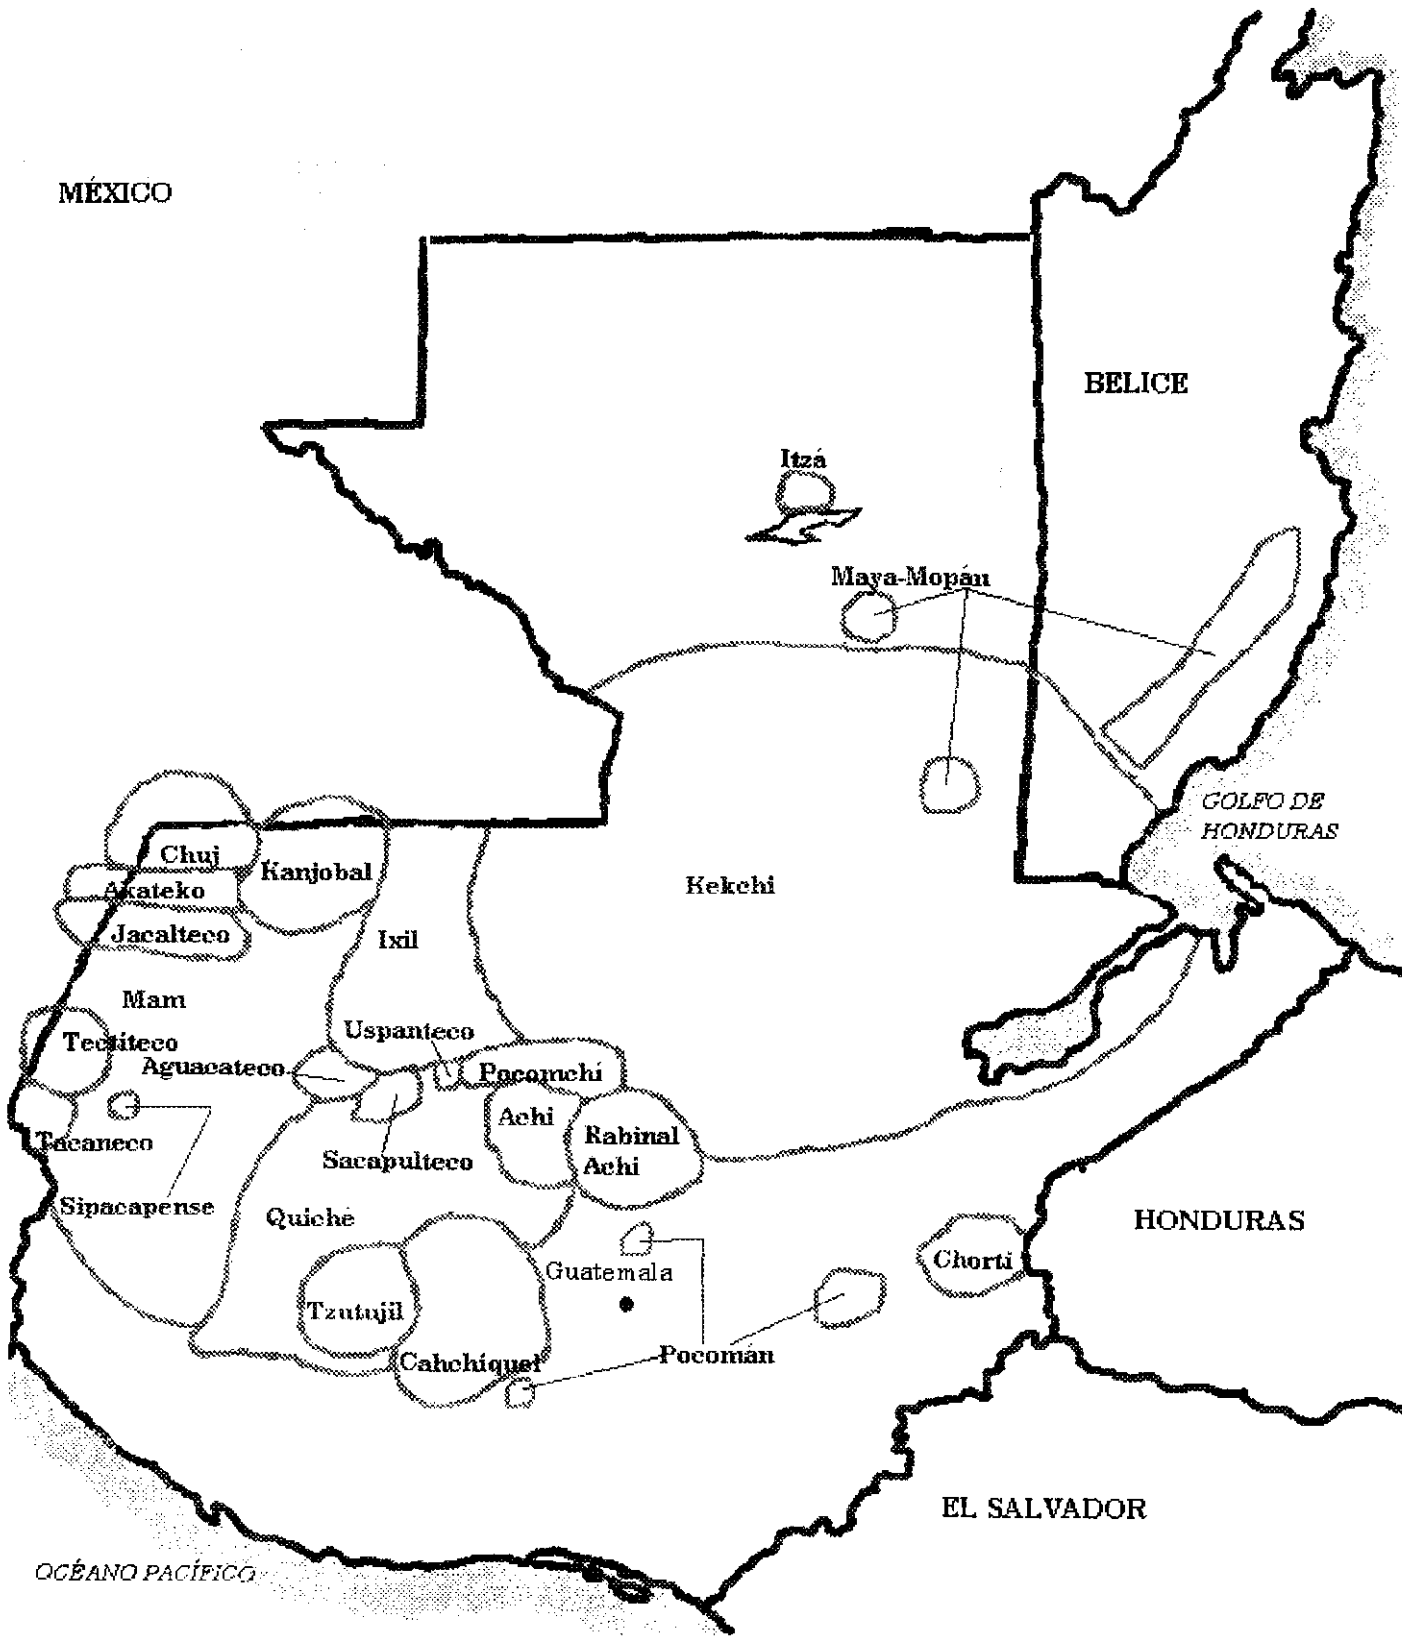 MÉXICO
BELICE
Itzá
Maya-Mopán
GOLFO DE
HONDURAS
Chuj
Kanjobal
Akateko
Kekchi
Jacalteco
Ixil
Mam
Tectiteco
Uspanteco
Aguacateco
Pocomchí
Achi
Rabinal
Achi
Tacaneco
Sacapulteco
Sipacapense
Quiché
HONDURAS
Chortí
Guatemala
Tzutujil
Cahchiquel
Pocomán
EL SALVADOR
OCÉANO PACÍFICO